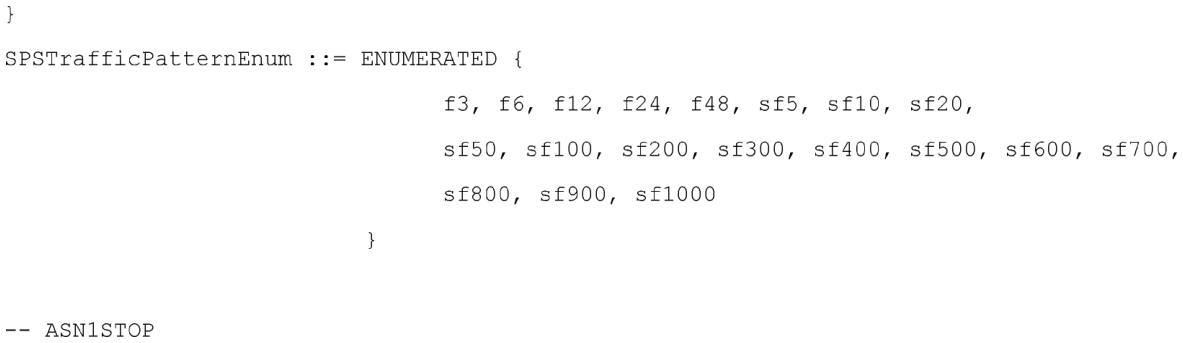 }
SPSTrafficPatternEnum ::= ENUMERATED {
f3, f6, f12, f24, f48, sf5, sf10, sf20,
sf50, sf100, sf200, sf300, sf400, sf500, sf600, sf700,
sf800, sf900, sf1000
}
-- ASN1STOP